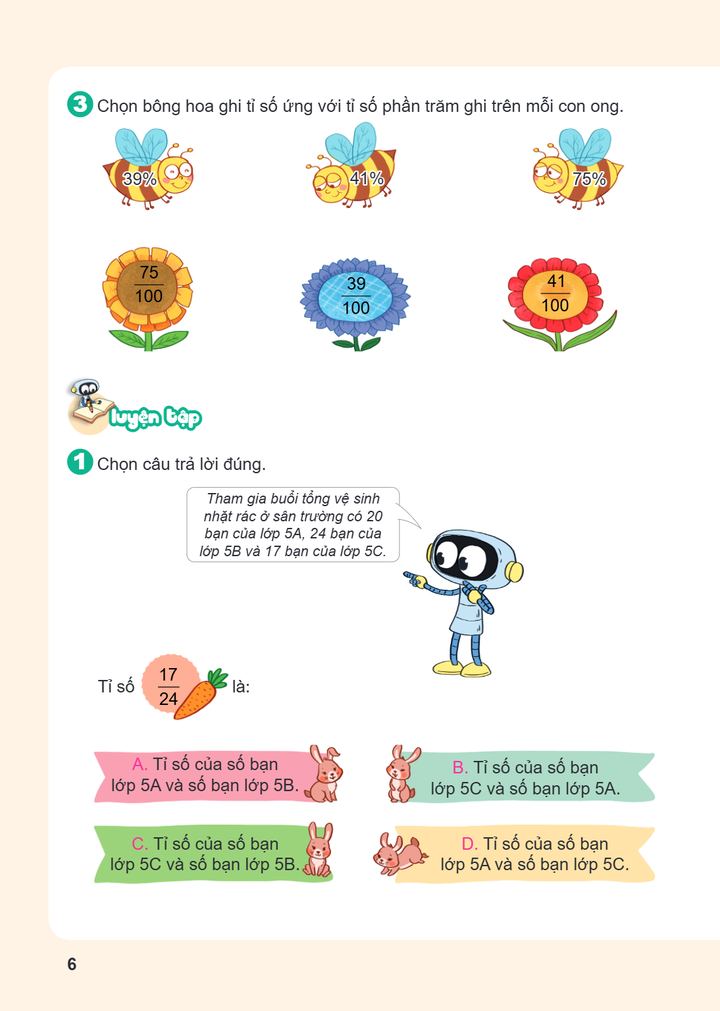 3 Chọn bông hoa ghi tỉ số ứng với tỉ số phần trăm ghi trên mỗi con ong.
39% 41% 75%
75 39 41
100 100 100
luyện tập
1 Chọn câu trả lời đúng.
Tham gia buổi tổng vệ sinh
nhặt rác ở sân trường có 20
bạn của lớp 5A, 24 bạn của
lớp 5B và 17 bạn của lớp 5C.
17
Tỉ số là:
24
A. Tỉ số của số bạn
lớp 5A và số bạn lớp 5B.
B. Tỉ số của số bạn
lớp 5C và số bạn lớp 5A.
C. Tỉ số của số bạn
lớp 5C và số bạn lớp 5B.
D. Tỉ số của số bạn
lớp 5A và số bạn lớp 5C.
6